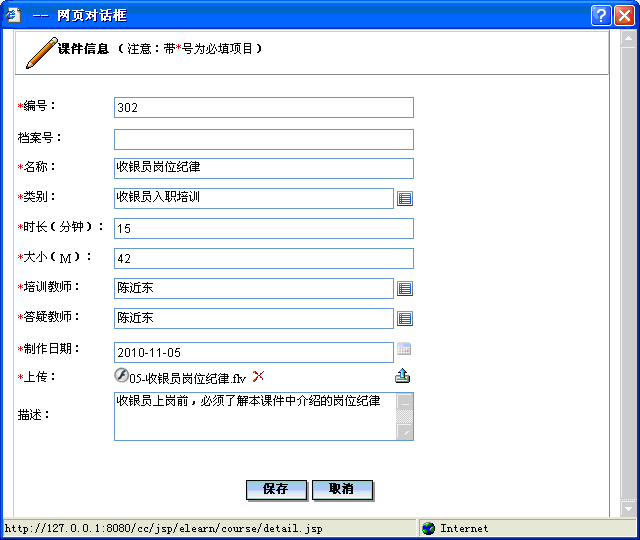 -- 网页对话框
课件信息 （注意：带*号为必填项目）
*编号： 302
档案号：
*名称： 收银员岗位纪律
*类别： 收银员入职培训
*时长（分钟）： 15
*大小（M）： 42
*培训教师： 陈近东
*答疑教师： 陈近东
*制作日期： 2010-11-05
*上传： 05-收银员岗位纪律.flv
描述： 收银员上岗前，必须了解本课件中介绍的岗位纪律
保存 取消
http://127.0.0.1:8080/cc/jsp/elearn/course/detail.jsp Internet